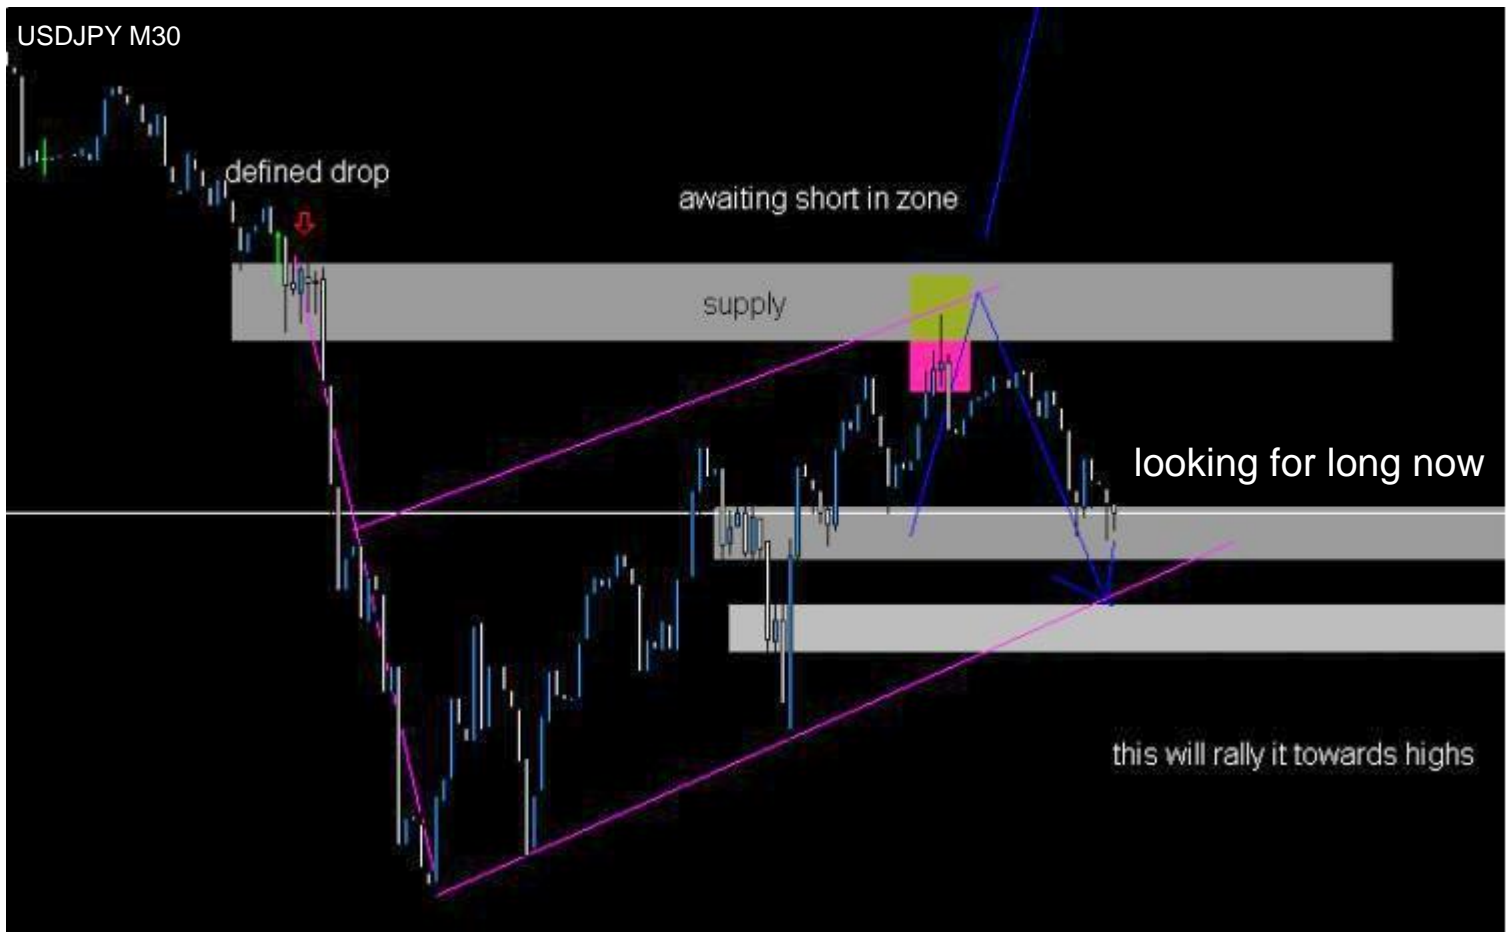 USDJPY M30
defined drop
awaiting short in zone
supply
looking for long now
this will rally it towards highs